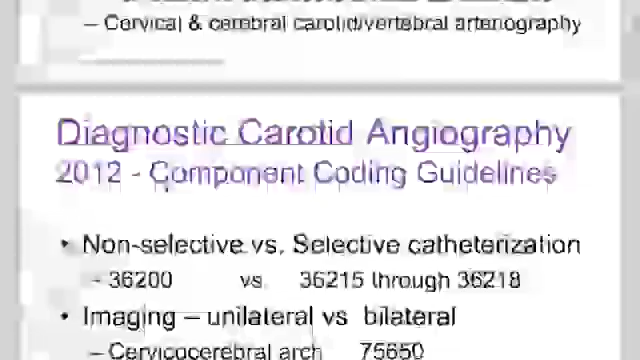 – Cervical & cerebral carotid/vertebral arteriography
Diagnostic Carotid Angiography
2012 - Component Coding Guidelines
• Non-selective vs. Selective catheterization
- 36200 vs. 36215 through 36218
• Imaging – unilateral vs bilateral
– Cervicocerebral arch 75650